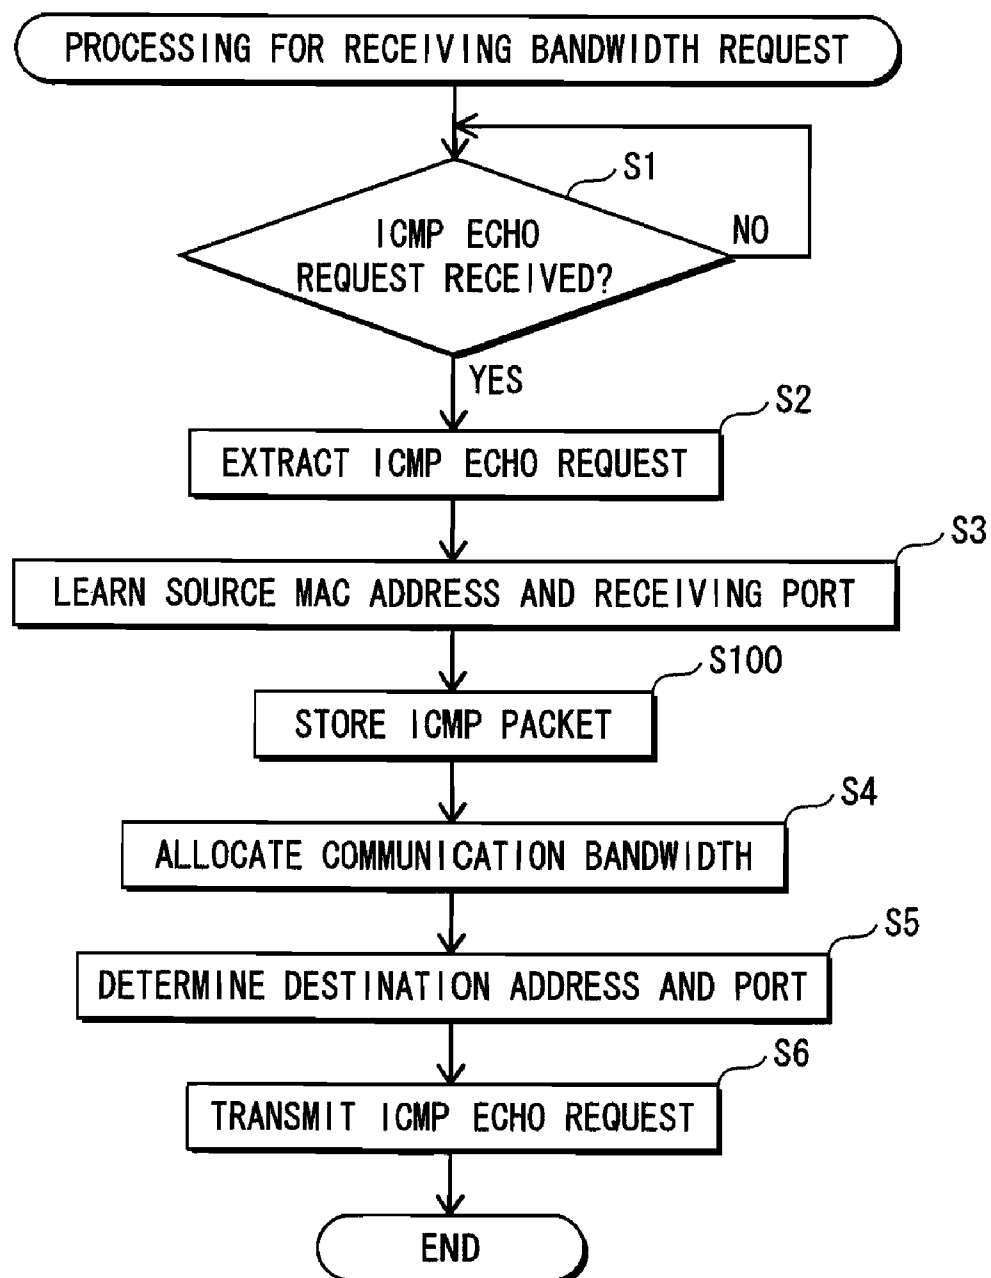 PROCESSING FOR RECEIVING BANDWIDTH REQUEST
S1
ICMP ECHO
REQUEST RECEIVED?
NO
YES
S2
EXTRACT ICMP ECHO REQUEST
S3
LEARN SOURCE MAC ADDRESS AND RECEIVING PORT
S100
STORE ICMP PACKET
S4
ALLOCATE COMMUNICATION BANDWIDTH
S5
DETERMINE DESTINATION ADDRESS AND PORT
S6
TRANSMIT ICMP ECHO REQUEST
END